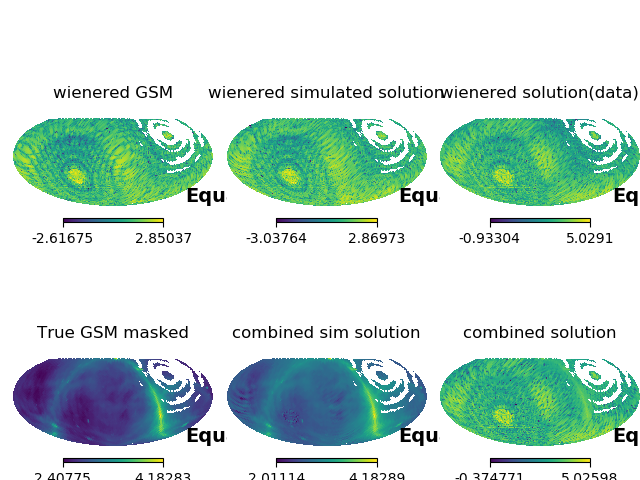 wienered GSM
wienered simulated solution
wienered solution(data)
Equ
Equ
Eq
-2.61675 2.85037
-3.03764 2.86973
-0.93304 5.0291
True GSM masked
combined sim solution
combined solution
Equ
Equ
Eq
2.40775 4.18283
2.01114 4.18289
-0.374771 5.02598